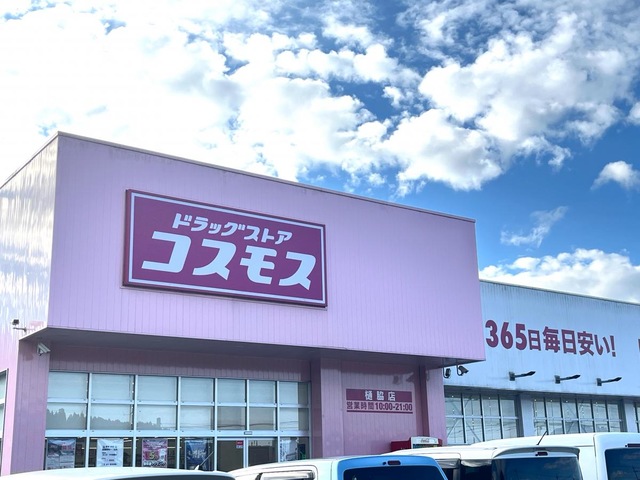 ドラッグストア
コスモス
365日毎日安い!
樋脇店
営業時間10:00-21:00